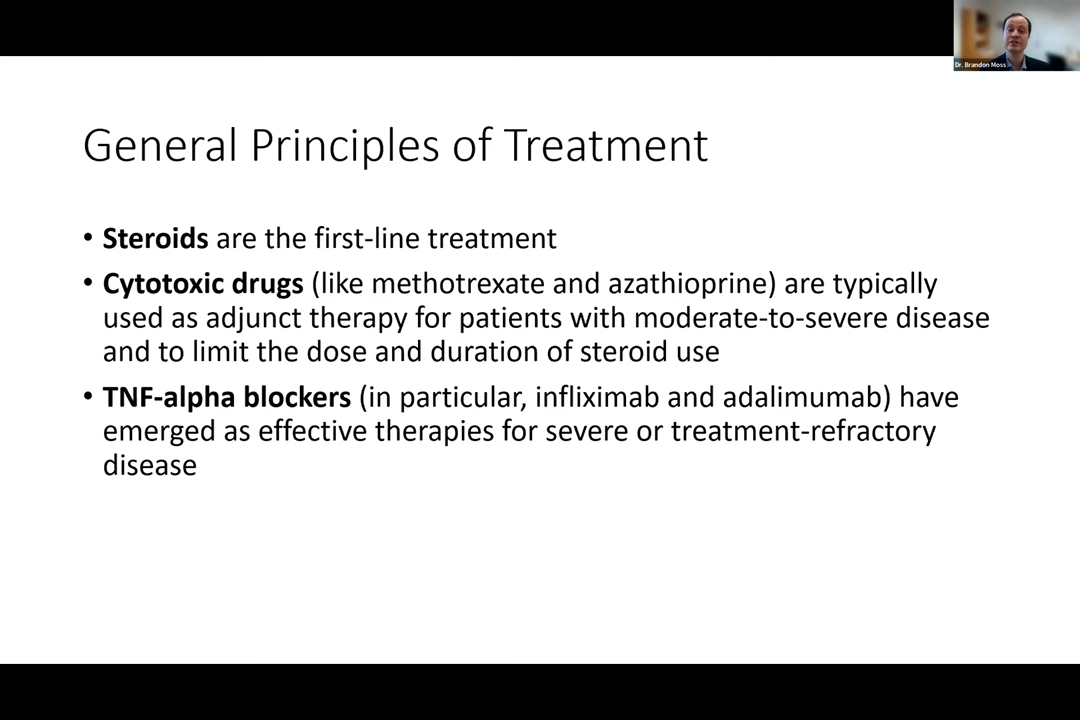 Dr. Brandon Moss
General Principles of Treatment
• Steroids are the first-line treatment
• Cytotoxic drugs (like methotrexate and azathioprine) are typically
used as adjunct therapy for patients with moderate-to-severe disease
and to limit the dose and duration of steroid use
• TNF-alpha blockers (in particular, infliximab and adalimumab) have
emerged as effective therapies for severe or treatment-refractory
disease